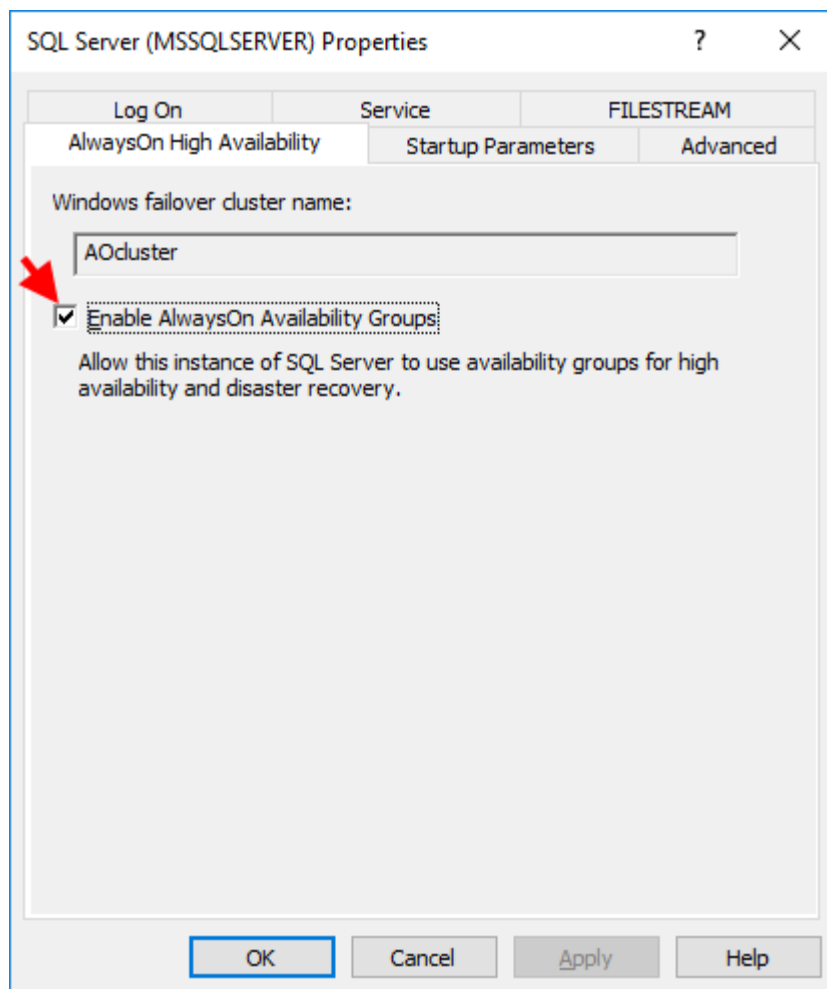 SQL Server (MSSQLSERVER) Properties
?
Log On
Service
FILESTREAM
AlwaysOn High Availability
Startup Parameters
Advanced
Windows failover cluster name:
AOcluster
Enable AlwaysOn Availability Groups
Allow this instance of SQL Server to use availability groups for high
availability and disaster recovery.
OK
Cancel
Apply
Help